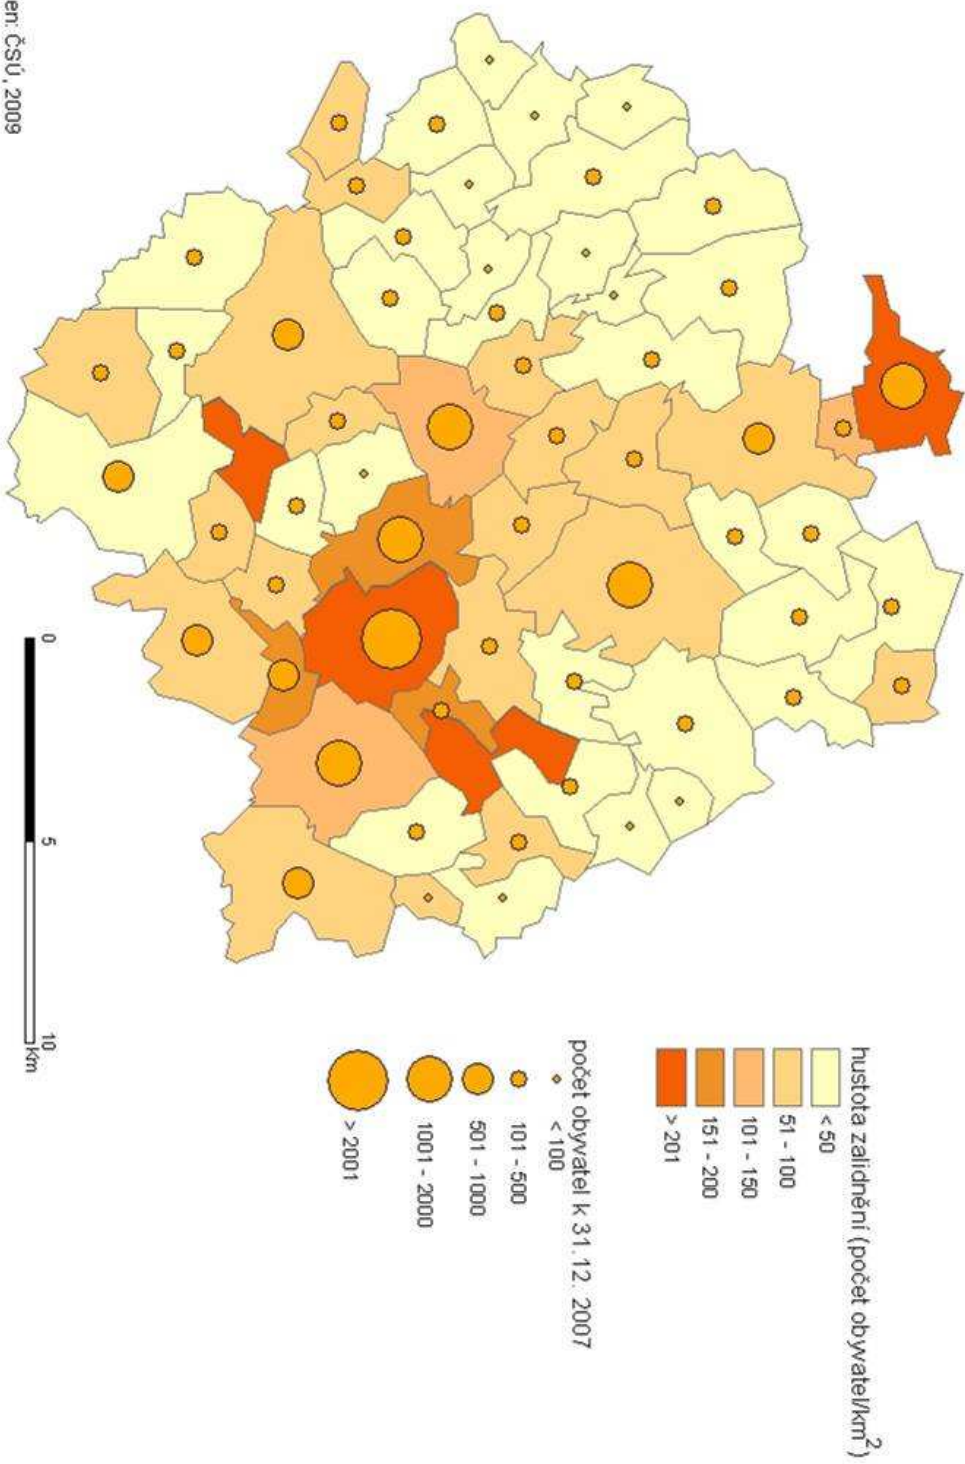 hustota zalidnění (počet obyvatel/km²)
< 50
51 - 100
101 - 150
151 - 200
> 201
počet obyvatel k 31.12. 2007
< 100
101 - 500
501 - 1000
1001 - 2000
> 2001
0
5
10
Km
en: ČSÚ, 2009